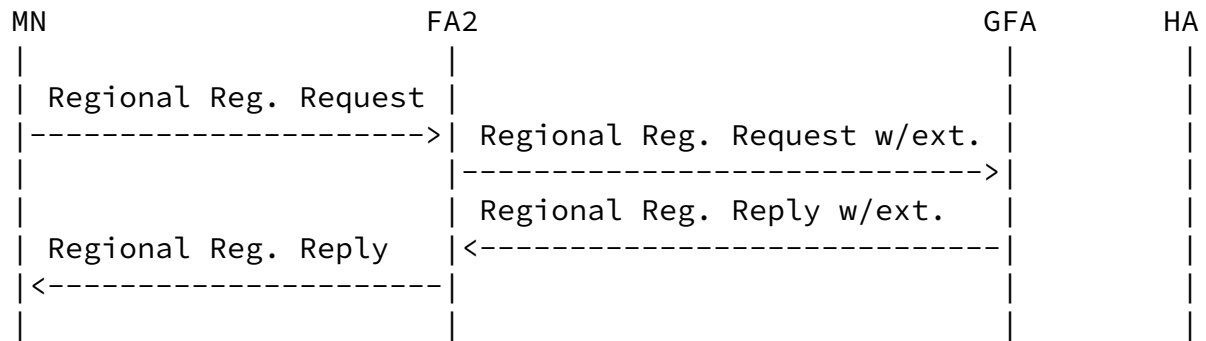 MN FA2 GFA HA
Regional Reg. Request
Regional Reg. Request w/ext.
Regional Reg. Reply w/ext.
Regional Reg. Reply